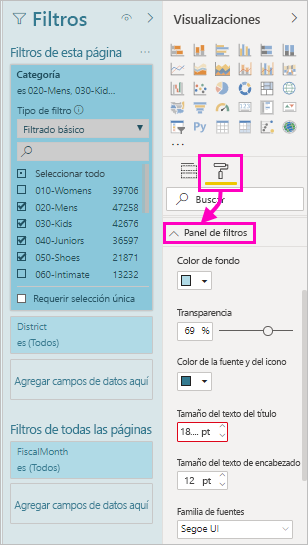 Filtros
Filtros de esta página
...
Categoría
es 020-Mens, 030-Kid...
Tipo de filtro
Filtrado básico
Seleccionar todo
010-Womens 39706
020-Mens 47258
030-Kids 42676
040-Juniors 36597
050-Shoes 21871
060-Intimate 13232
Requerir selección única
District
es (Todos)
Agregar campos de datos aquí
Filtros de todas las páginas
FiscalMonth
es (Todos)
Agregar campos de datos aquí
Visualizaciones
Py
...
Buscar
Panel de filtros
Color de fondo
Transparencia
69 %
Color de la fuente y del icono
Tamaño del texto del título
18.... pt
Tamaño del texto de encabezado
12 pt
Familia de fuentes
Segoe UI